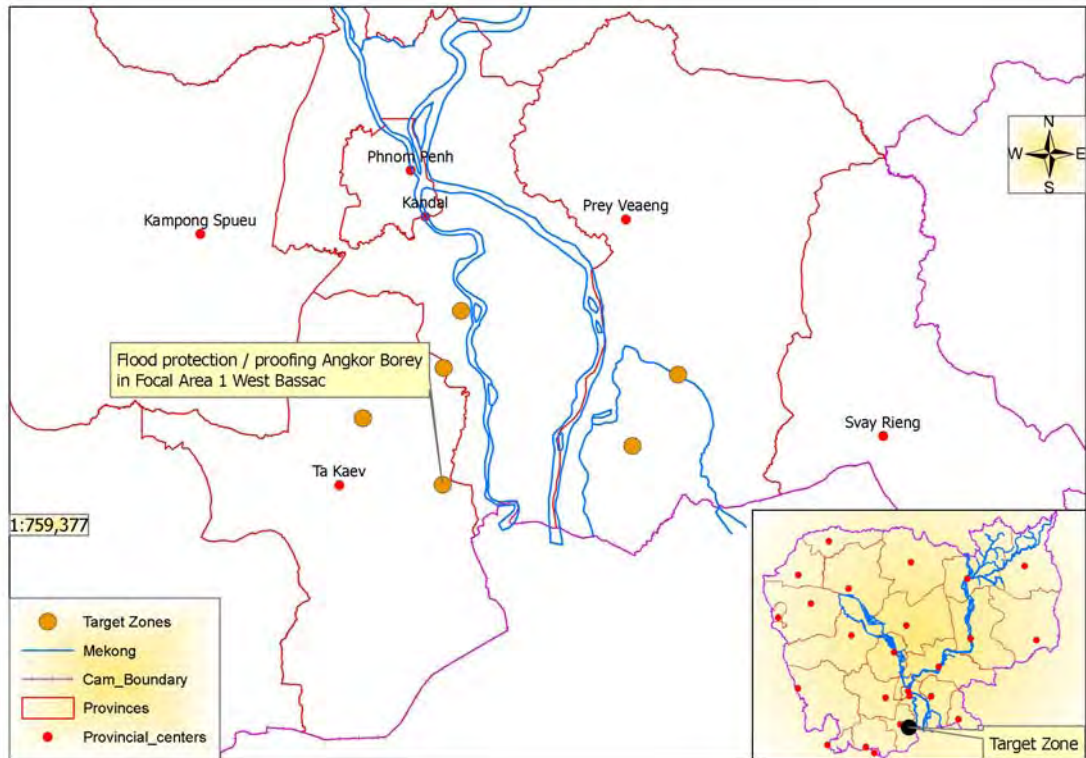 N
W E
S
Phnom Penh
Kandal
Prey Veaeng
Kampong Spueu
Flood protection / proofing Angkor Borey
in Focal Area 1 West Bassac
Svay Rieng
Ta Kaev
1:759,377
Target Zones
Mekong
Cam_Boundary
Provinces
Provincial_centers
Target Zone